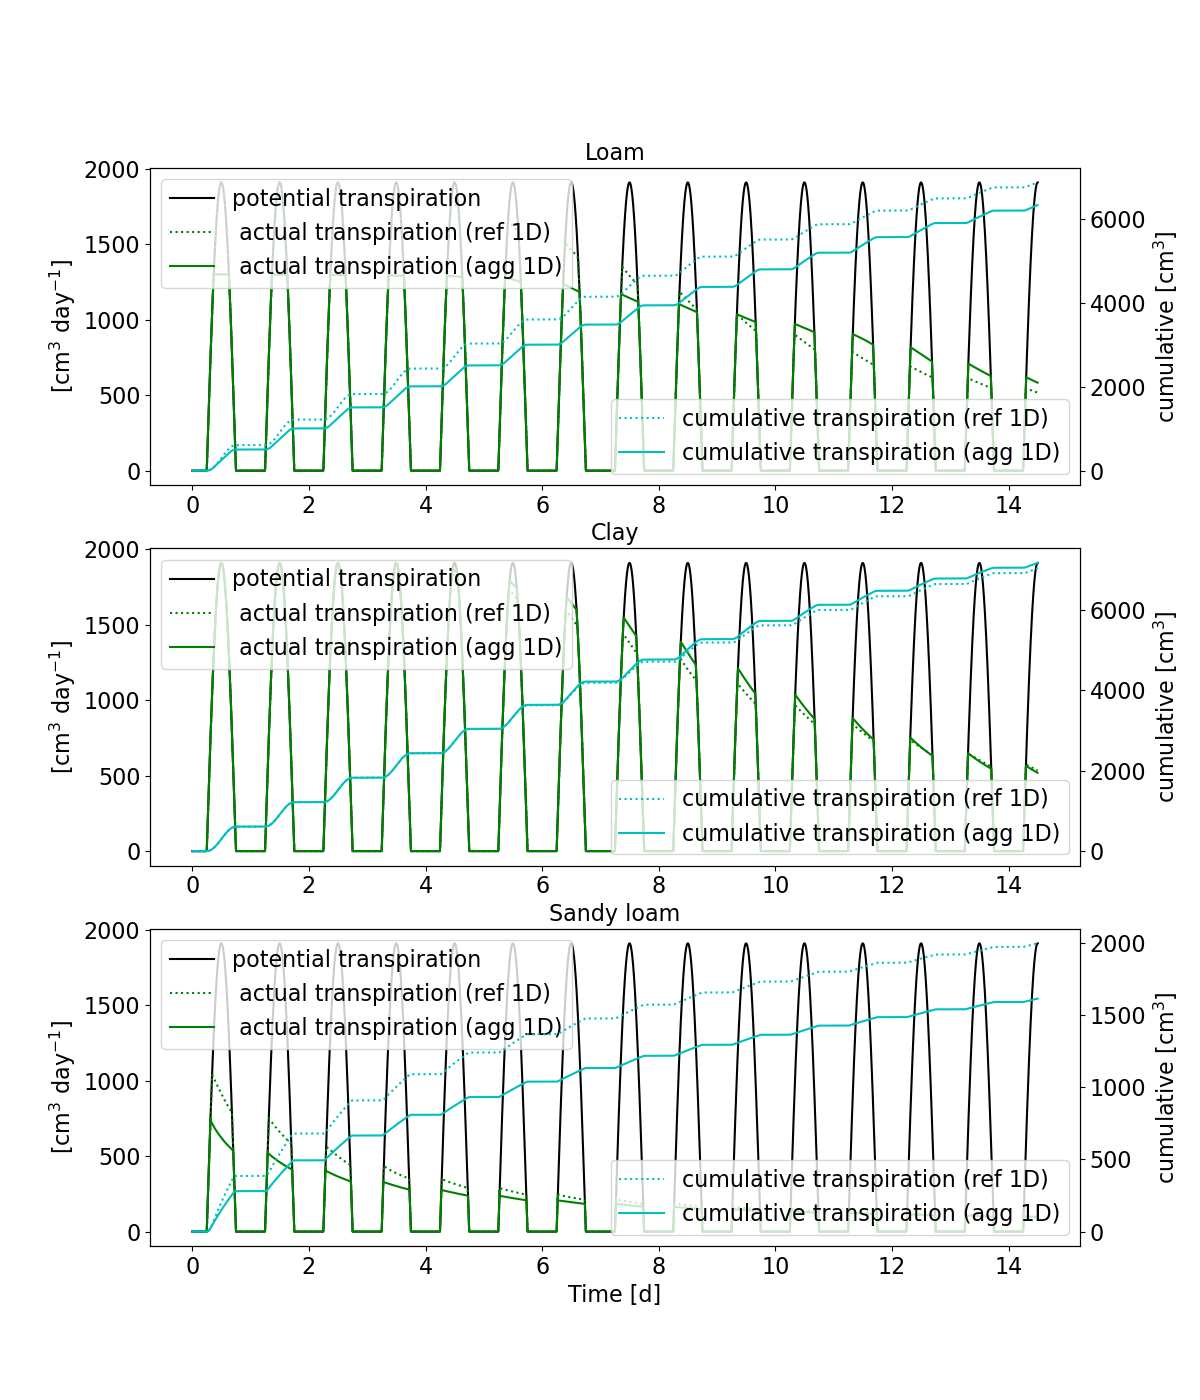 Loam
2000
1500
1000
500
0
[cm³ day⁻¹]
potential transpiration
actual transpiration (ref 1D)
actual transpiration (agg 1D)
cumulative transpiration (ref 1D)
cumulative transpiration (agg 1D)
6000
4000
2000
0
cumulative [cm³]
0 2 4 6 8 10 12 14
Clay
2000
1500
1000
500
0
[cm³ day⁻¹]
potential transpiration
actual transpiration (ref 1D)
actual transpiration (agg 1D)
cumulative transpiration (ref 1D)
cumulative transpiration (agg 1D)
6000
4000
2000
0
cumulative [cm³]
0 2 4 6 8 10 12 14
Sandy loam
2000
1500
1000
500
0
[cm³ day⁻¹]
potential transpiration
actual transpiration (ref 1D)
actual transpiration (agg 1D)
cumulative transpiration (ref 1D)
cumulative transpiration (agg 1D)
2000
1500
1000
500
0
cumulative [cm³]
0 2 4 6 8 10 12 14
Time [d]